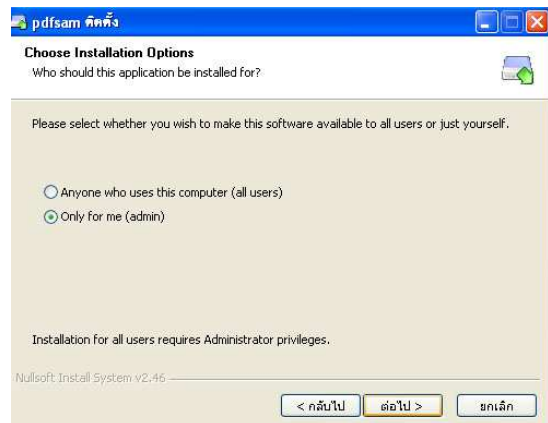 pdfsam ติดตั้ง
Choose Installation Options
Who should this application be installed for?
Please select whether you wish to make this software available to all users or just yourself.
Anyone who uses this computer (all users)
Only for me (admin)
Installation for all users requires Administrator privileges.
Nullsoft Install System v2.46
< กลับไป ต่อไป > ยกเลิก